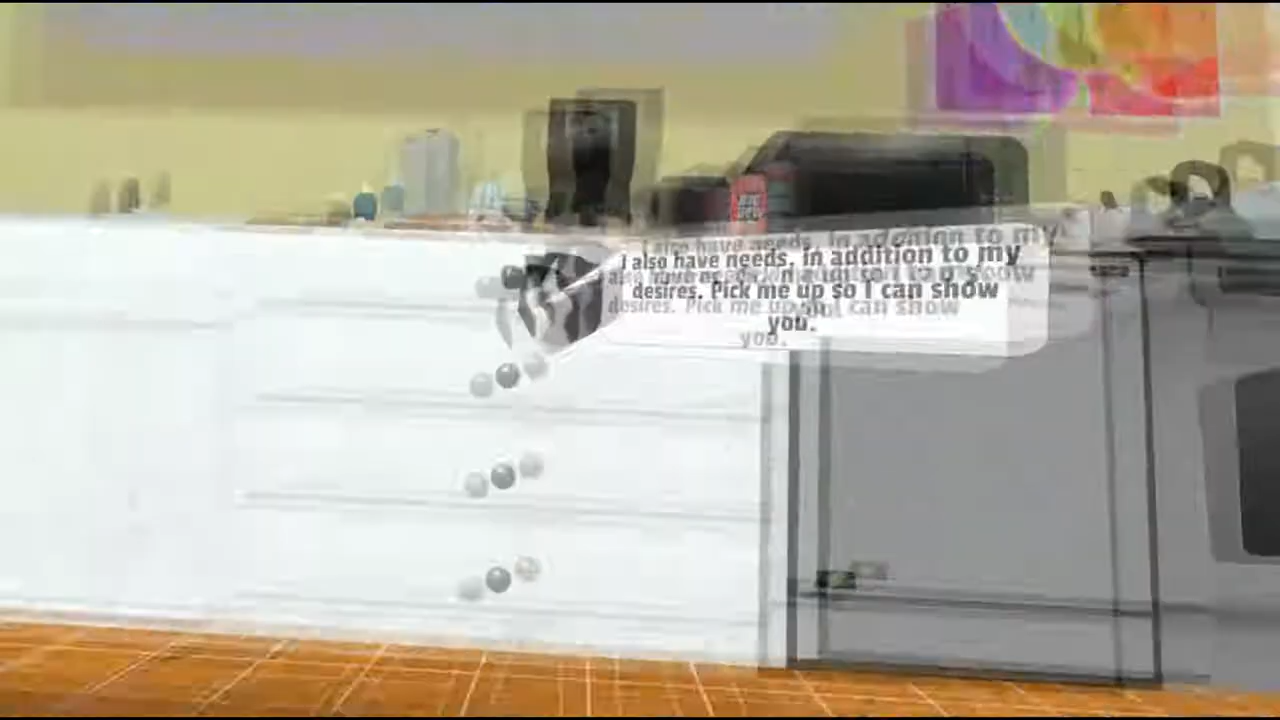 I also have needs, in addition to my
desires. Pick me up so I can show
you.